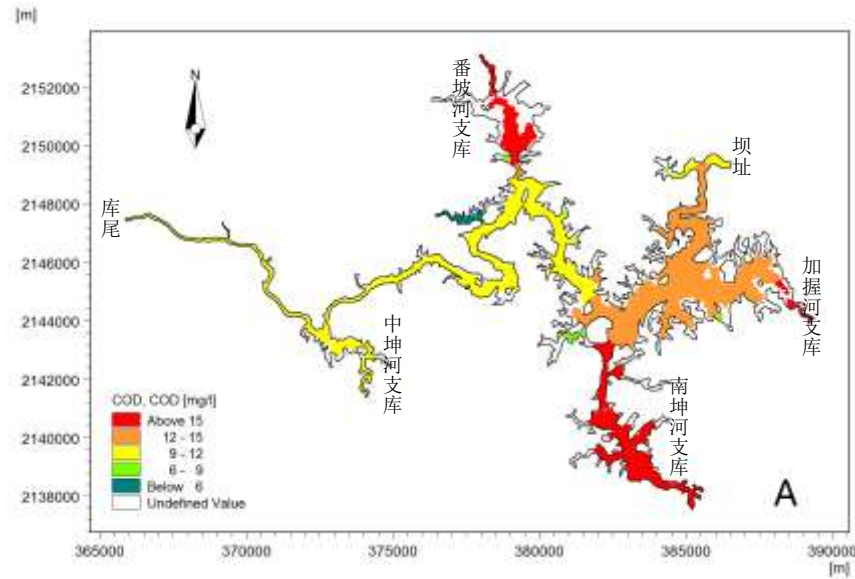 [m]
2152000
2150000
2148000
2146000
2144000
2142000
2140000
2138000
N
番坡河支库
坝址
库尾
加握河支库
中坤河支库
南坤河支库
COD, COD [mg/l]
Above 15
12 - 15
9 - 12
6 - 9
Below 6
Undefined Value
A
365000 370000 375000 380000 385000 390000
[m]